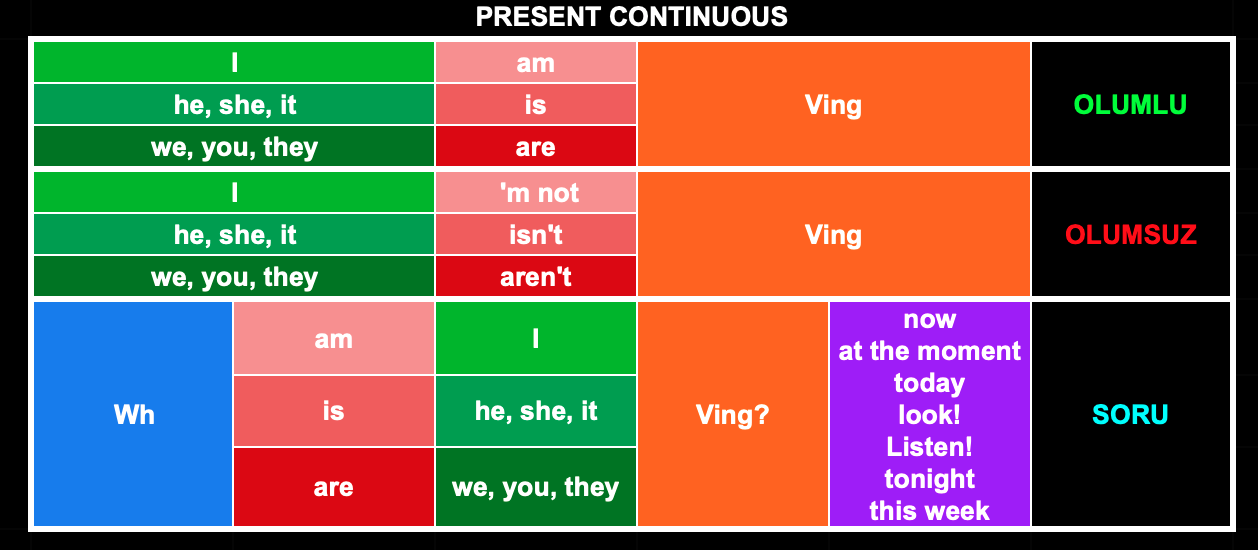 PRESENT CONTINUOUS
I
am
Ving
OLUMLU
he, she, it
is
we, you, they
are
I
'm not
Ving
OLUMSUZ
he, she, it
isn't
we, you, they
aren't
Wh
am
I
Ving?
now
at the moment
today
look!
Listen!
tonight
this week
SORU
is
he, she, it
are
we, you, they